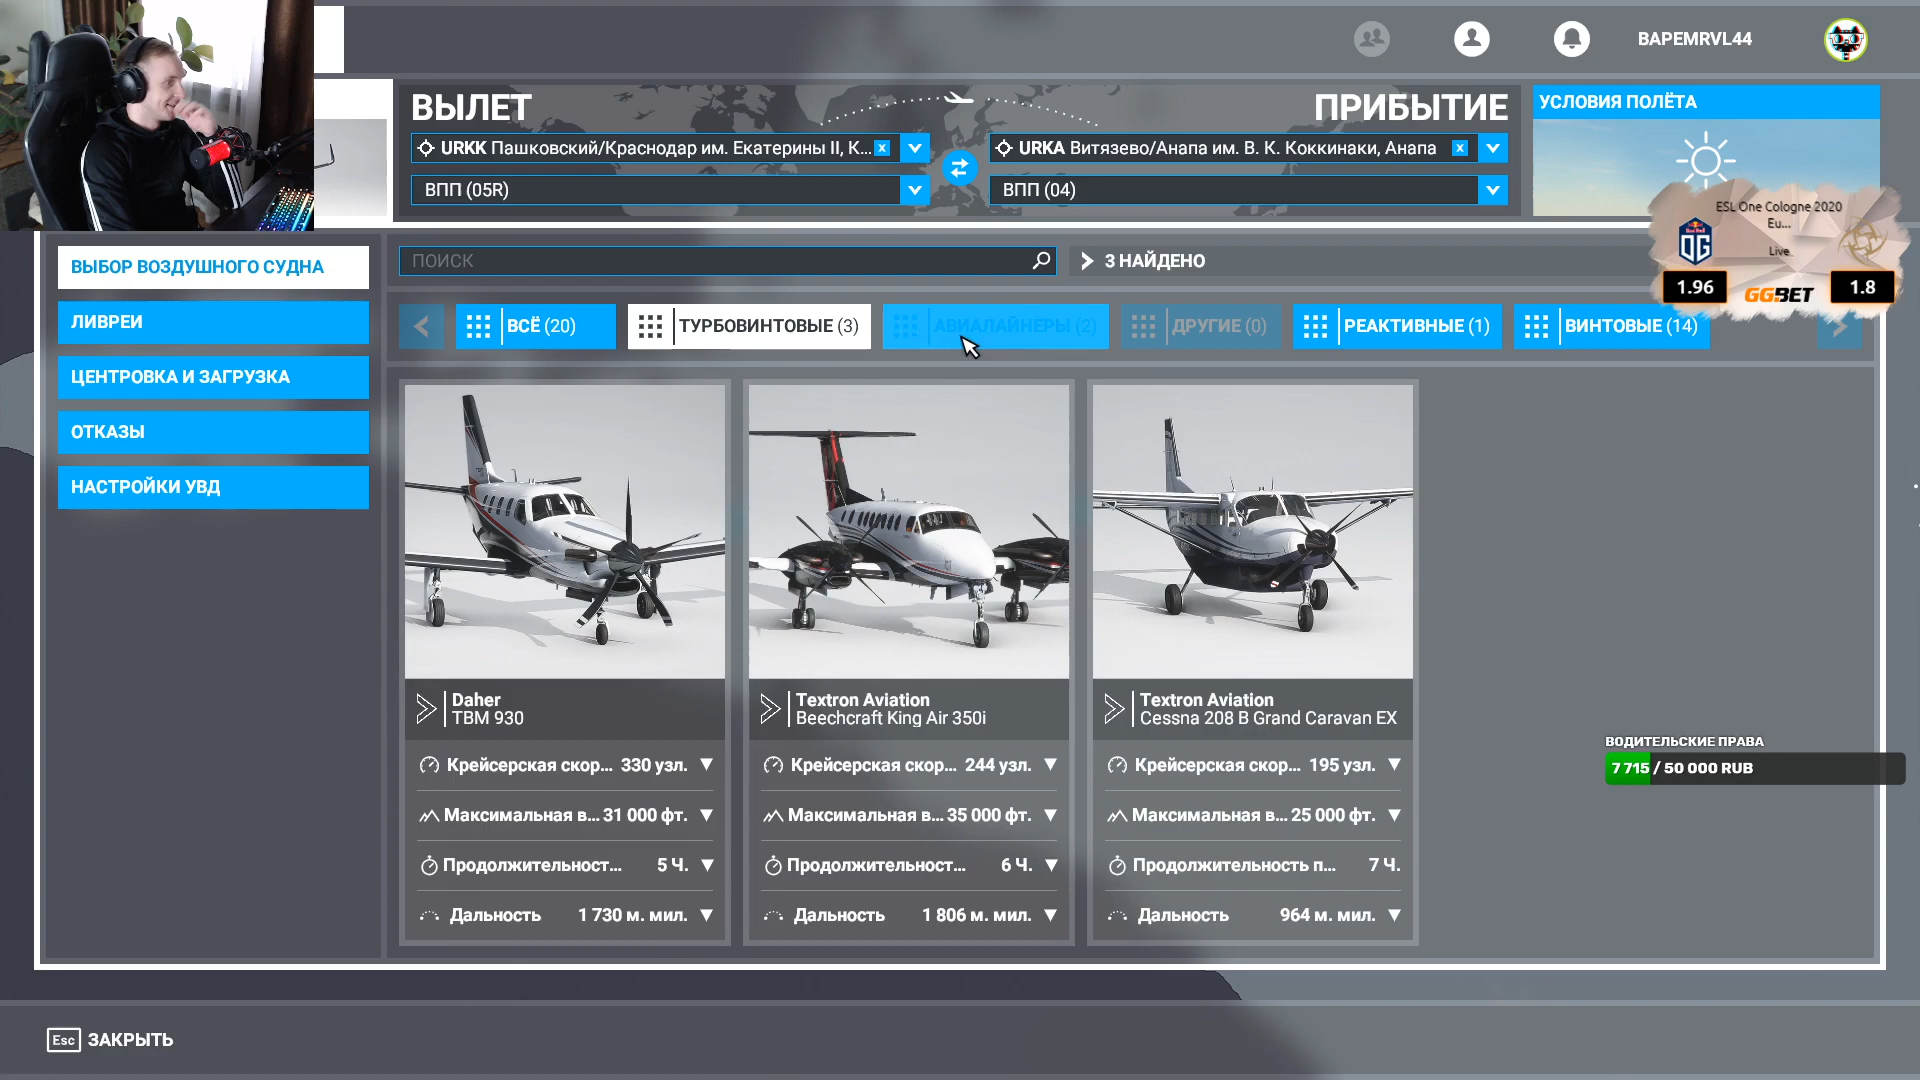 BAPEMRVL44
ВЫЛЕТ
ПРИБЫТИЕ
УСЛОВИЯ ПОЛЁТА
URKK Пашковский/Краснодар им. Екатерины II, К... x
URKA Витязево/Анапа им. В. К. Коккинаки, Анапа x
ВПП (05R)
ВПП (04)
ESL One Cologne 2020
Eu...
Live
Red Bull
OG
1.96
GG.BET
1.8
ВЫБОР ВОЗДУШНОГО СУДНА
ЛИВРЕИ
ЦЕНТРОВКА И ЗАГРУЗКА
ОТКАЗЫ
НАСТРОЙКИ УВД
ПОИСК
3 НАЙДЕНО
ВСЁ (20)
ТУРБОВИНТОВЫЕ (3)
АВИАЛАЙНЕРЫ (2)
ДРУГИЕ (0)
РЕАКТИВНЫЕ (1)
ВИНТОВЫЕ (14)
Daher
TBM 930
Крейсерская скор... 330 узл.
Максимальная в... 31 000 фт.
Продолжительност... 5 Ч.
Дальность 1 730 м. мил.
Textron Aviation
Beechcraft King Air 350i
Крейсерская скор... 244 узл.
Максимальная в... 35 000 фт.
Продолжительност... 6 Ч.
Дальность 1 806 м. мил.
Textron Aviation
Cessna 208 B Grand Caravan EX
Крейсерская скор... 195 узл.
Максимальная в... 25 000 фт.
Продолжительность п... 7 Ч.
Дальность 964 м. мил.
ВОДИТЕЛЬСКИЕ ПРАВА
7 715 / 50 000 RUB
Esc ЗАКРЫТЬ